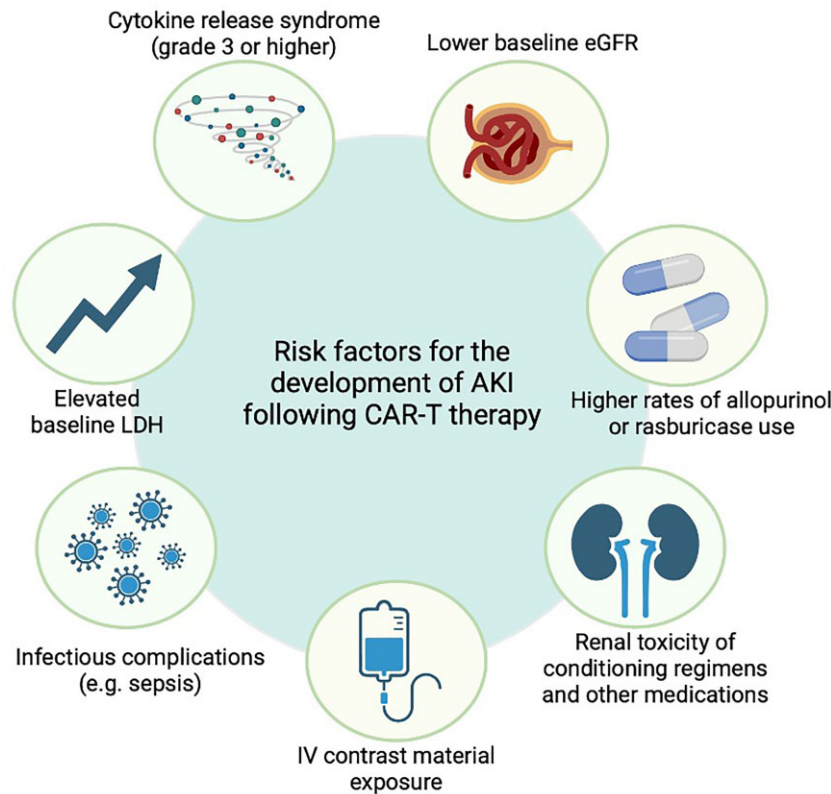 Cytokine release syndrome
(grade 3 or higher)
Lower baseline eGFR
Elevated
baseline LDH
Risk factors for the
development of AKI
following CAR-T therapy
Higher rates of allopurinol
or rasburicase use
Infectious complications
(e.g. sepsis)
Renal toxicity of
conditioning regimens
and other medications
IV contrast material
exposure